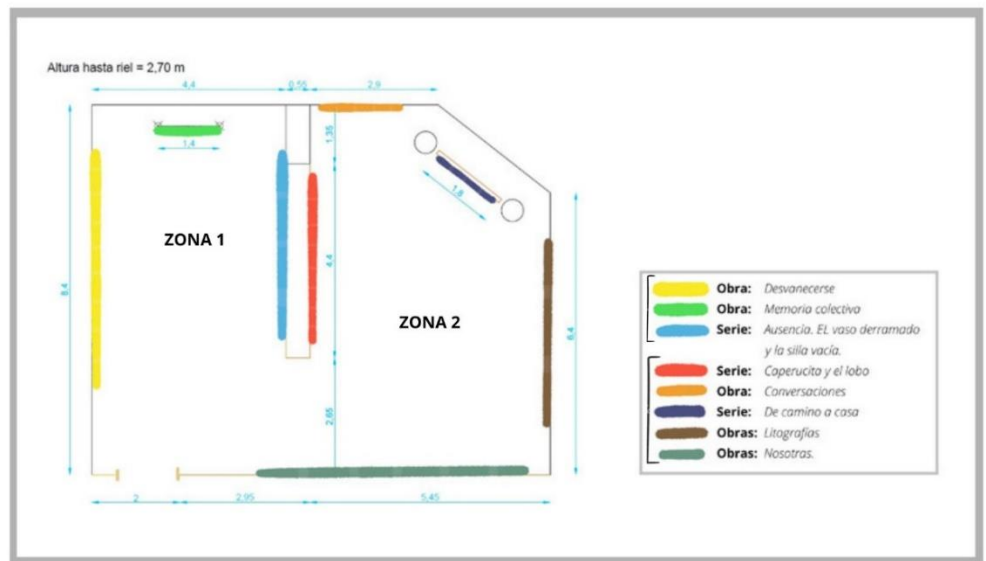 Altura hasta riel = 2,70 m
4,4 0,55 2,9
1,35
1,4
1,8
ZONA 1
ZONA 2
8,4
4,4
6,4
2,65
2 2,95 5,45
Obra: Desvanecerse
Obra: Memoria colectiva
Serie: Ausencia. EL vaso derramado
y la silla vacía.
Serie: Caperucita y el lobo
Obra: Conversaciones
Serie: De camino a casa
Obras: Litografías
Obras: Nosotras.